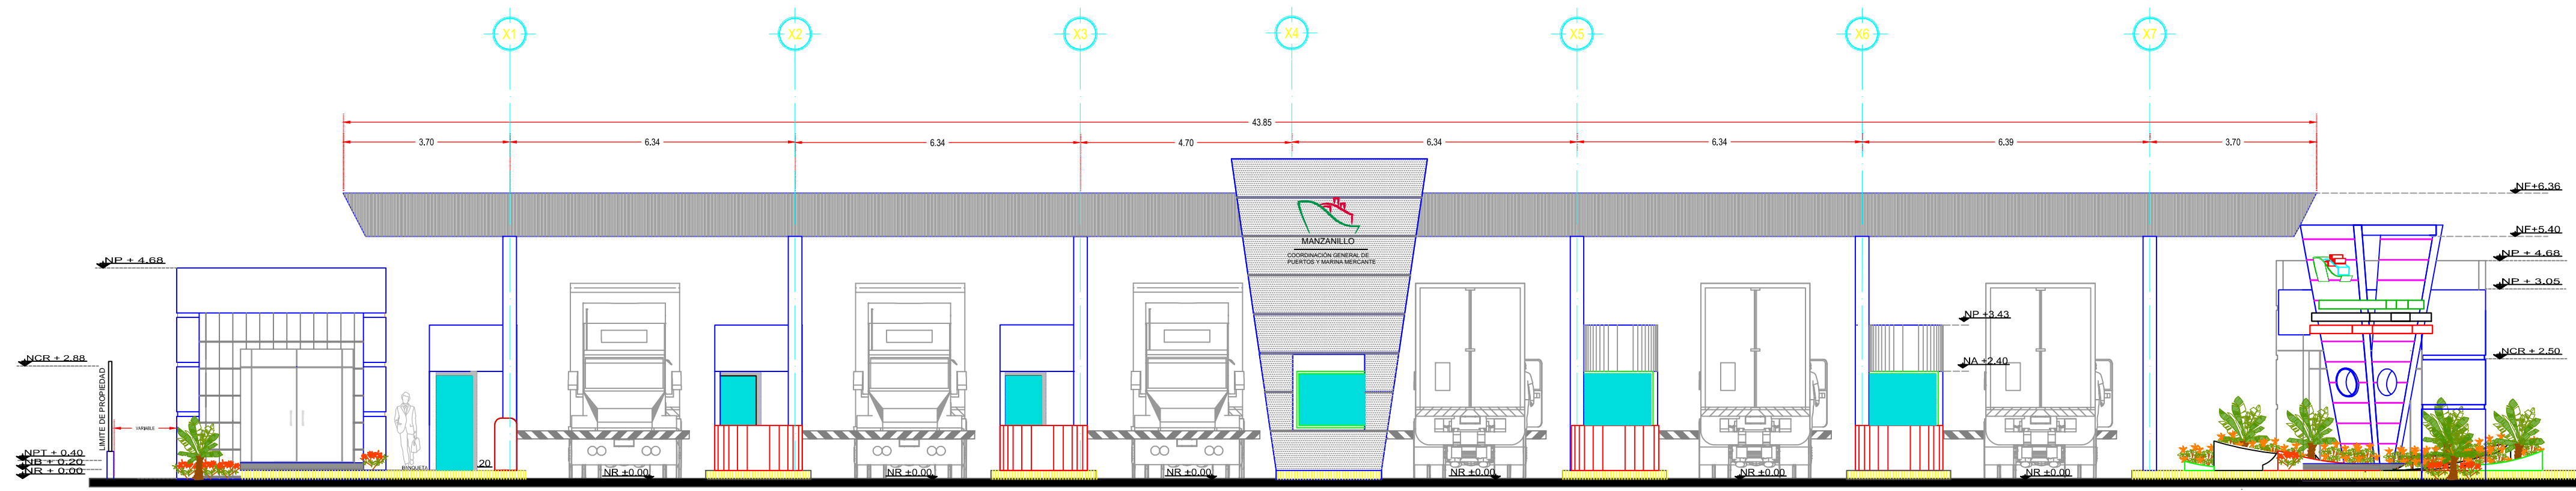 X1 X2 X3 X4 X5 X6 X7
43.85
3.70 6.34 6.34 4.70 6.34 6.34 6.39 3.70
NF+6.36
NF+5.40
NP + 4.68
NP + 4.68
NP + 3.05
MANZANILLO
COORDINACIÓN GENERAL DE
PUERTOS Y MARINA MERCANTE
NP +3.43
NCR + 2.88
NA +2.40
NCR + 2.50
LIMITE DE PROPIEDAD
VARIABLE
NPT + 0.40
NB + 0.20
NR + 0.00
BANQUETA
20
NR ±0.00 NR ±0.00 NR ±0.00 NR ±0.00 NR ±0.00 NR ±0.00